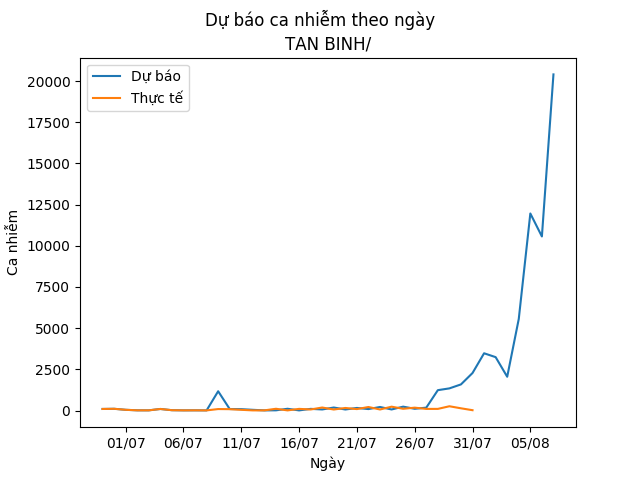 Dự báo ca nhiễm theo ngày
TAN BINH/
Dự báo
Thực tế
20000
17500
15000
12500
10000
7500
5000
2500
0
Ca nhiễm
01/07
06/07
11/07
16/07
21/07
26/07
31/07
05/08
Ngày